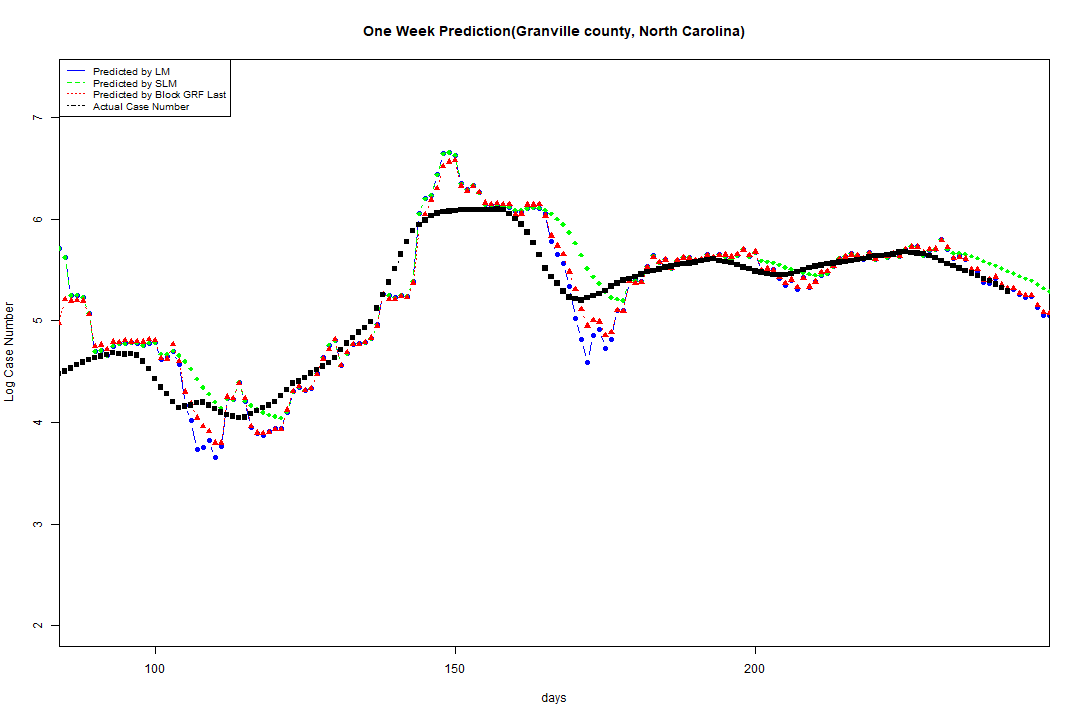 One Week Prediction(Granville county, North Carolina)
Predicted by LM
Predicted by SLM
Predicted by Block GRF Last
Actual Case Number
7
6
5
4
3
2
Log Case Number
100 150 200
days